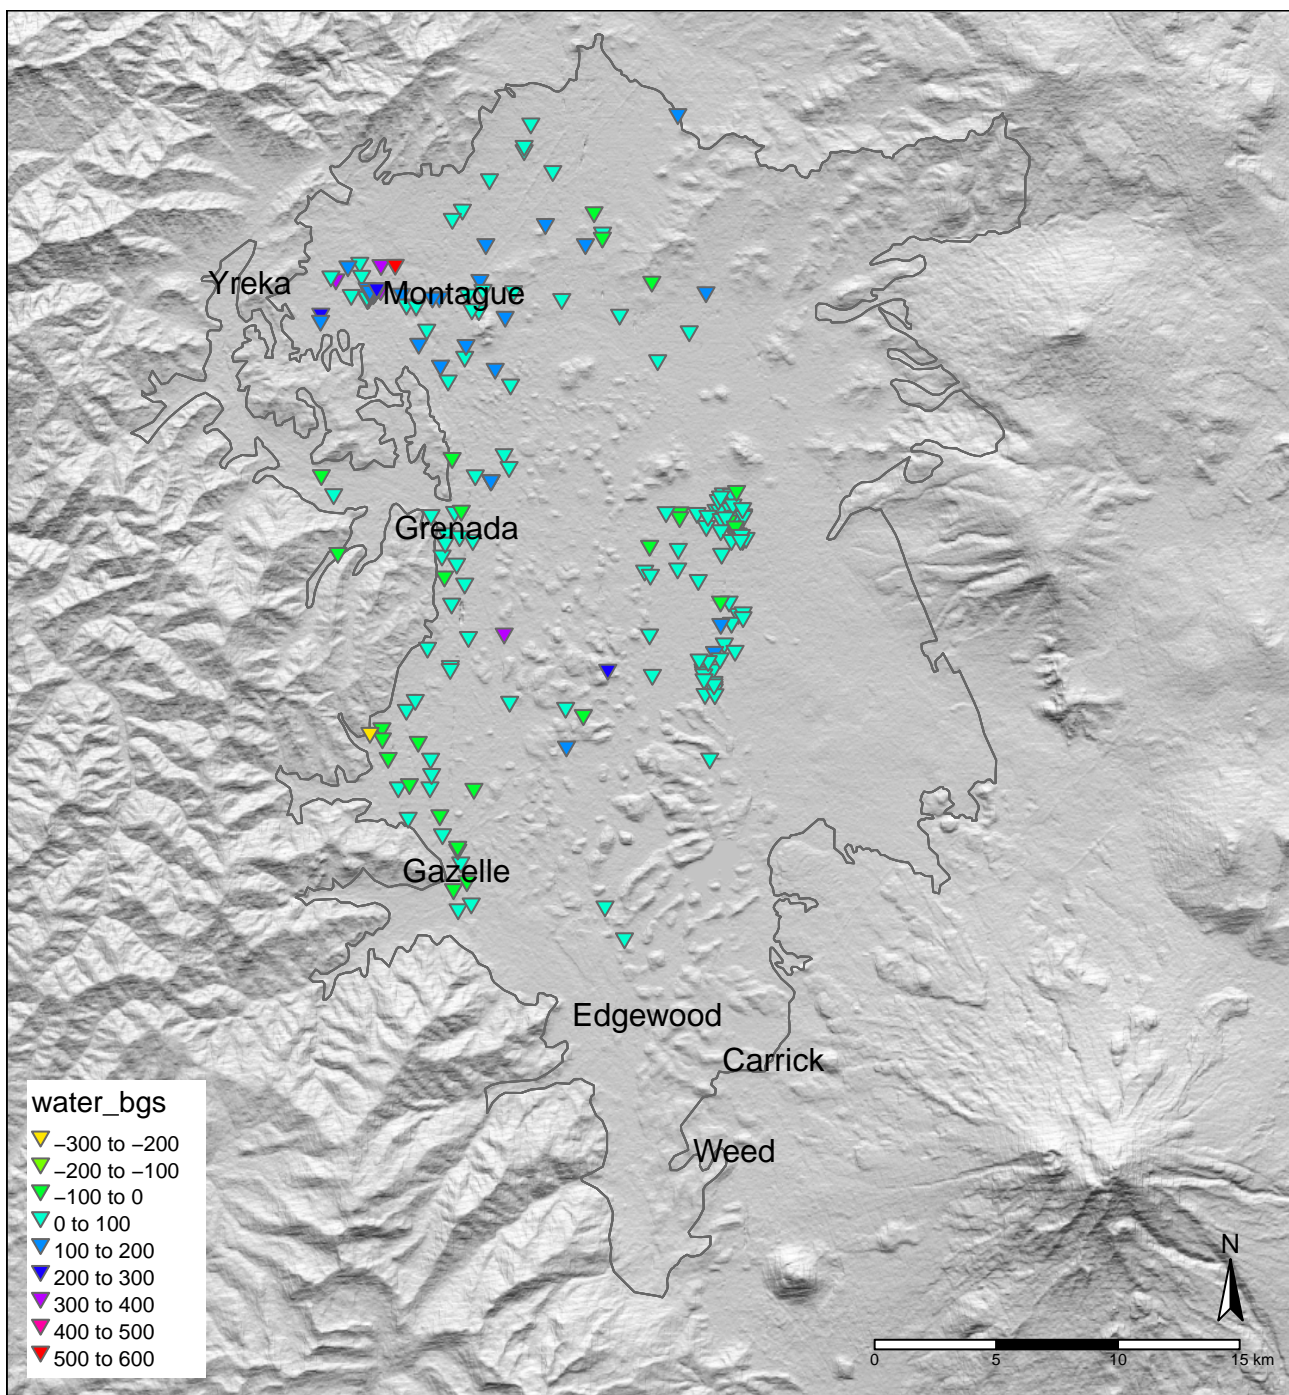 Yreka
Montague
Grenada
Gazelle
Edgewood
Carrick
Weed
water_bgs
−300 to −200
−200 to −100
−100 to 0
0 to 100
100 to 200
200 to 300
300 to 400
400 to 500
500 to 600
N
0 5 10 15 km